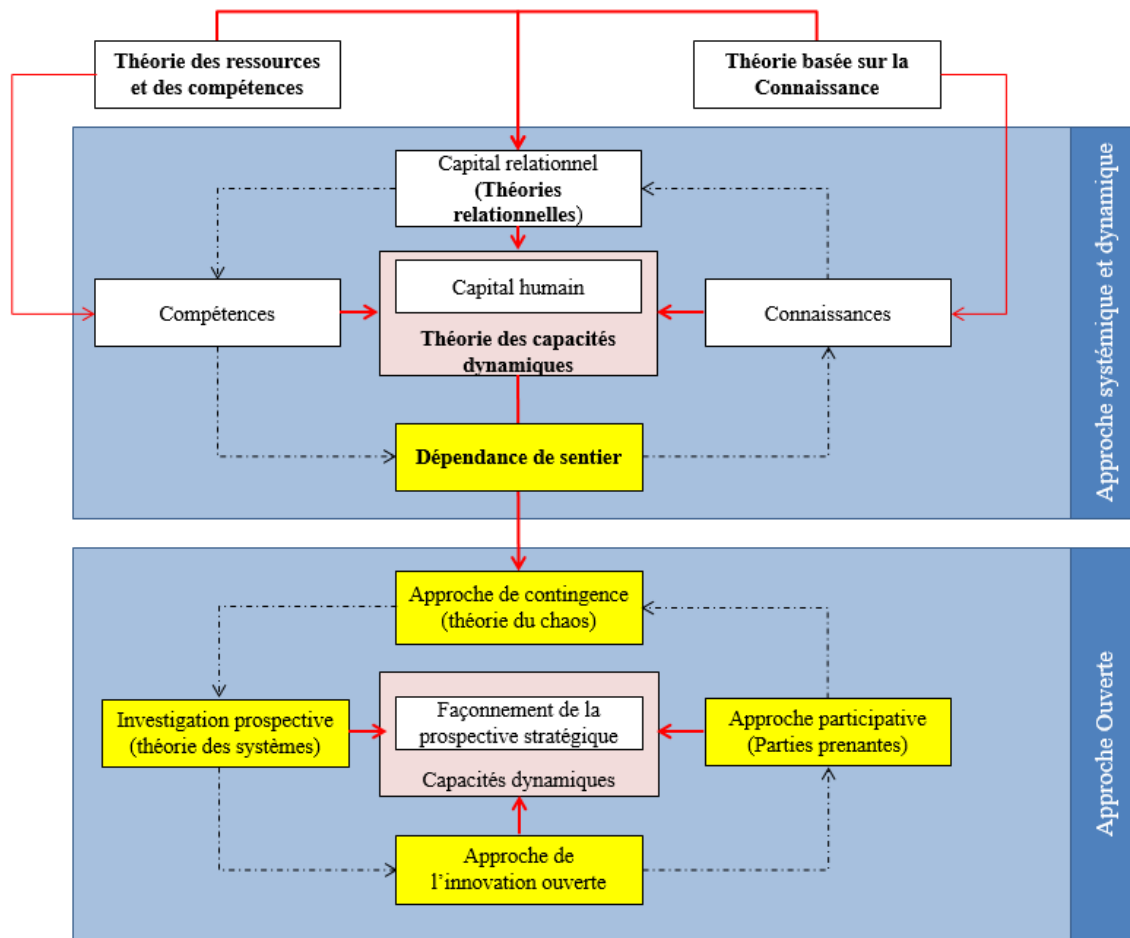 Théorie des ressources
et des compétences
Théorie basée sur la
Connaissance
Capital relationnel
(Théories
relationnelles)
Compétences
Capital humain
Théorie des capacités
dynamiques
Connaissances
Dépendance de sentier
Approche systémique et dynamique
Approche de contingence
(théorie du chaos)
Investigation prospective
(théorie des systèmes)
Façonnement de la
prospective stratégique
Capacités dynamiques
Approche participative
(Parties prenantes)
Approche de
l’innovation ouverte
Approche Ouverte